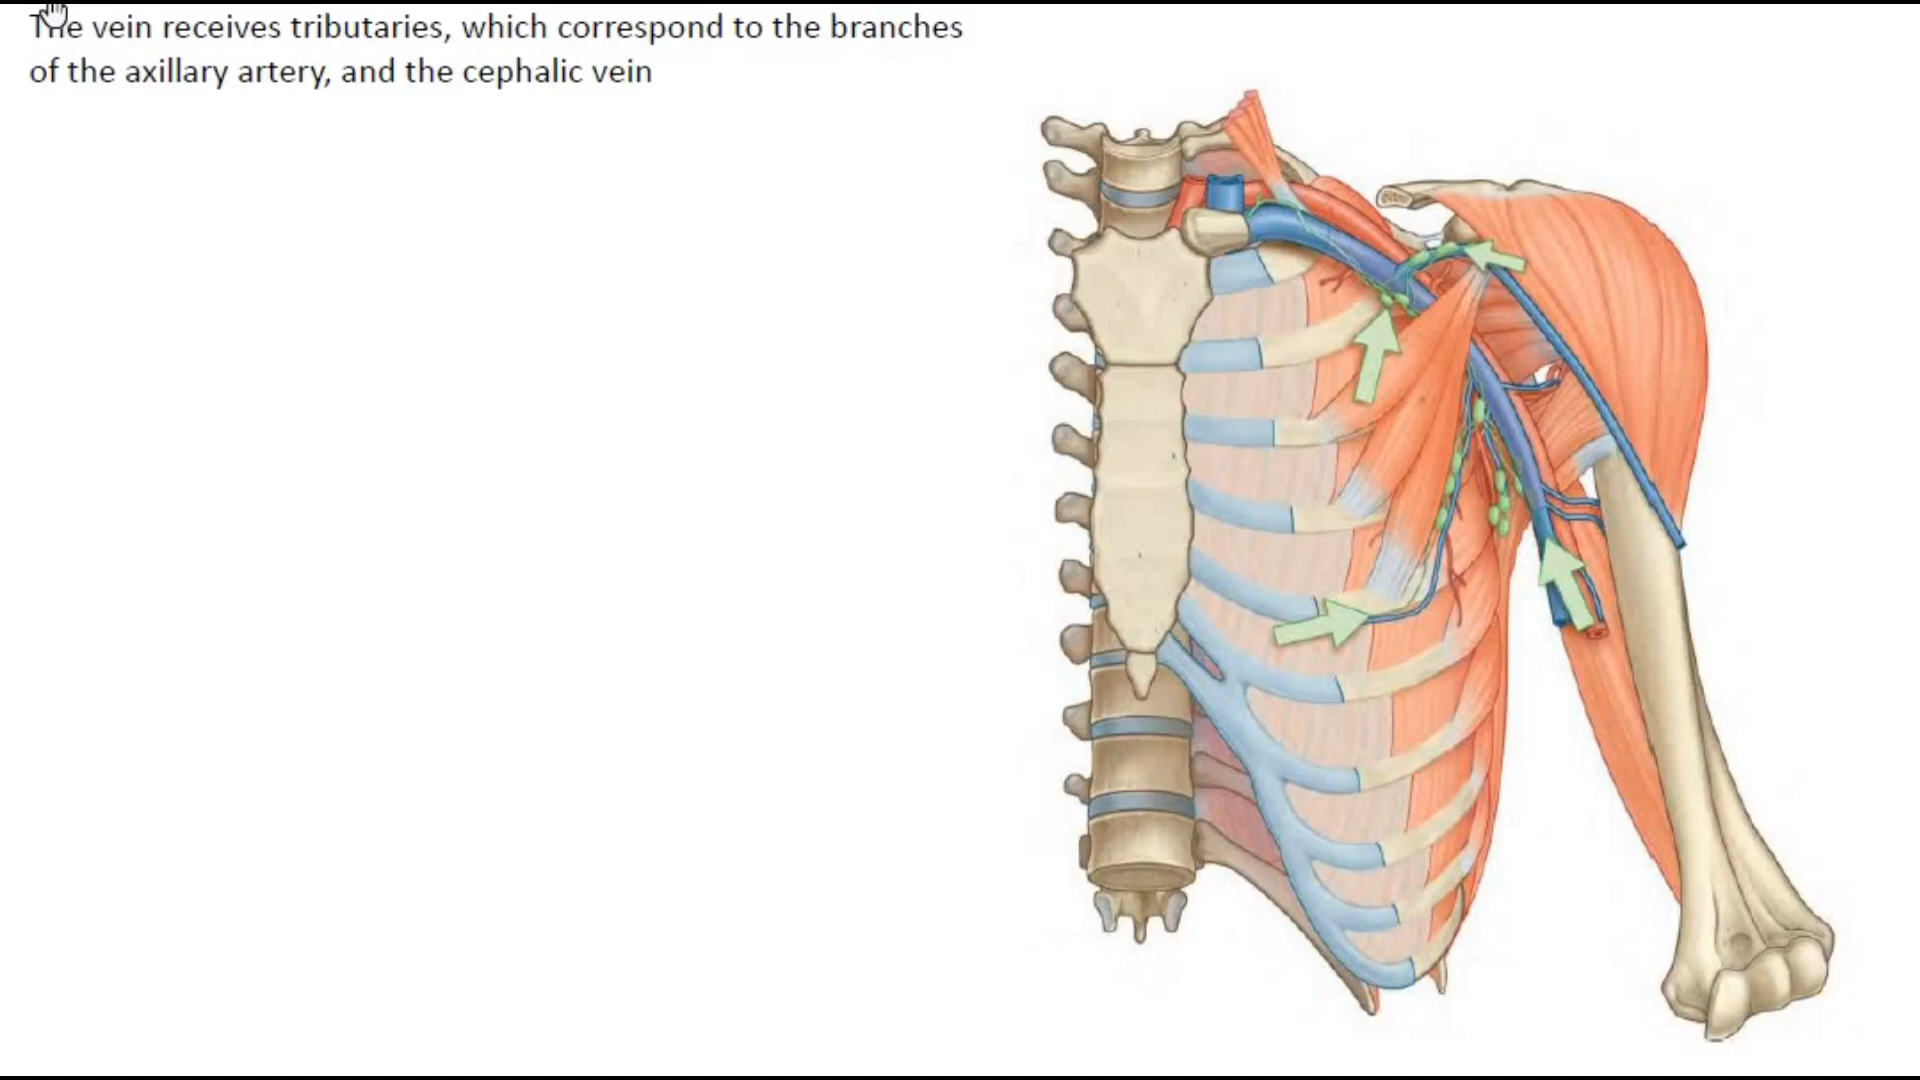 The vein receives tributaries, which correspond to the branches
of the axillary artery, and the cephalic vein